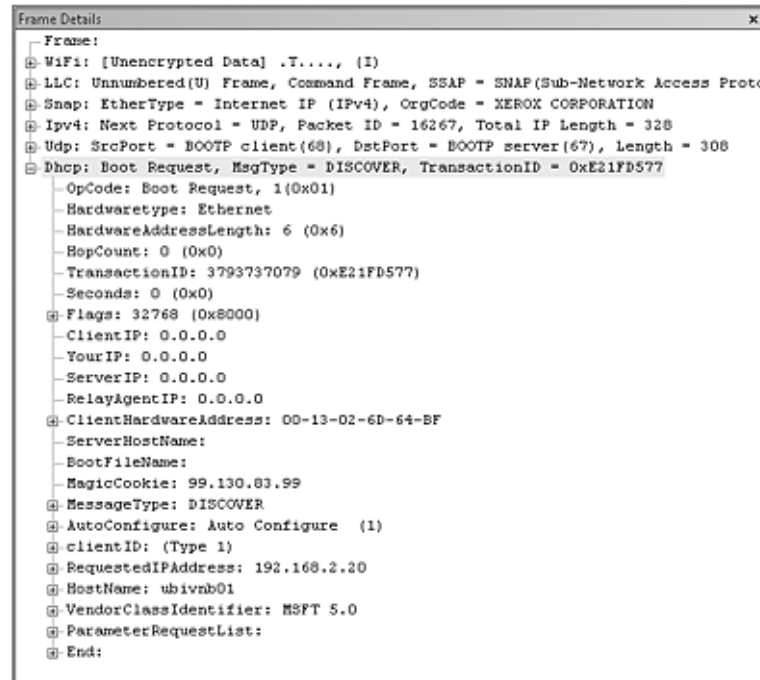 Frame Details
Frame:
WiFi: [Unencrypted Data] .T...., (I)
LLC: Unnumbered(U) Frame, Command Frame, SSAP = SNAP(Sub-Network Access Proto
Snap: EtherType = Internet IP (IPv4), OrgCode = XEROX CORPORATION
Ipv4: Next Protocol = UDP, Packet ID = 16267, Total IP Length = 328
Udp: SrcPort = BOOTP client(68), DstPort = BOOTP server(67), Length = 308
Dhcp: Boot Request, MsgType = DISCOVER, TransactionID = 0xE21FD577
OpCode: Boot Request, 1(0x01)
Hardwaretype: Ethernet
HardwareAddressLength: 6 (0x6)
HopCount: 0 (0x0)
TransactionID: 3793737079 (0xE21FD577)
Seconds: 0 (0x0)
Flags: 32768 (0x8000)
ClientIP: 0.0.0.0
YourIP: 0.0.0.0
ServerIP: 0.0.0.0
RelayAgentIP: 0.0.0.0
ClientHardwareAddress: 00-13-02-6D-64-BF
ServerHostName:
BootFileName:
MagicCookie: 99.130.83.99
MessageType: DISCOVER
AutoConfigure: Auto Configure (1)
clientID: (Type 1)
RequestedIPAddress: 192.168.2.20
HostName: ubivnb01
VendorClassIdentifier: MSFT 5.0
ParameterRequestList:
End: